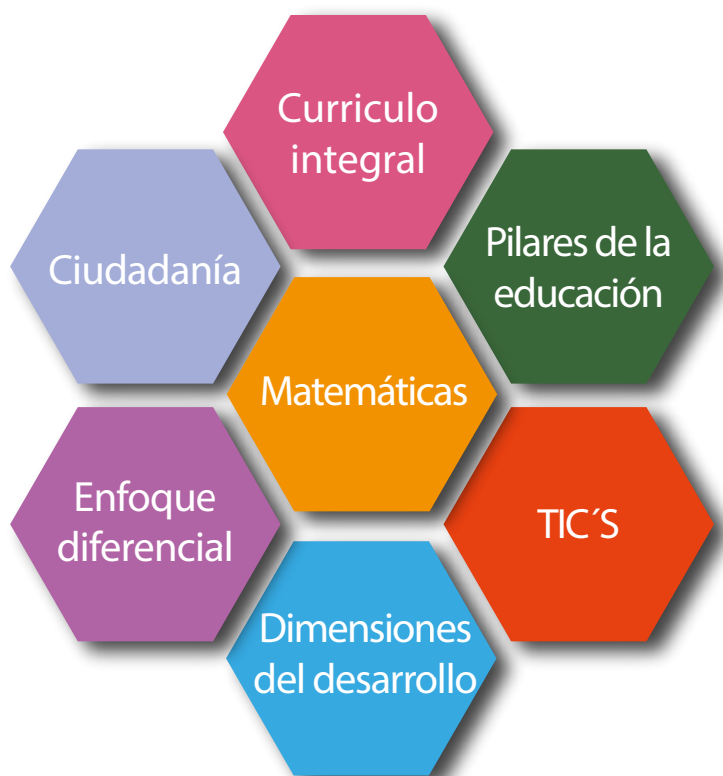 Curriculo
integral
Ciudadanía
Pilares de la
educación
Matemáticas
Enfoque
diferencial
TIC´S
Dimensiones
del desarrollo